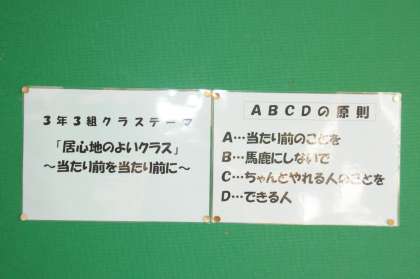 3年3組クラステーマ
「居心地のよいクラス」
～当たり前を当たり前に～
ABCDの原則
A…当たり前のことを
B…馬鹿にしないで
C…ちゃんとやれる人のことを
D…できる人